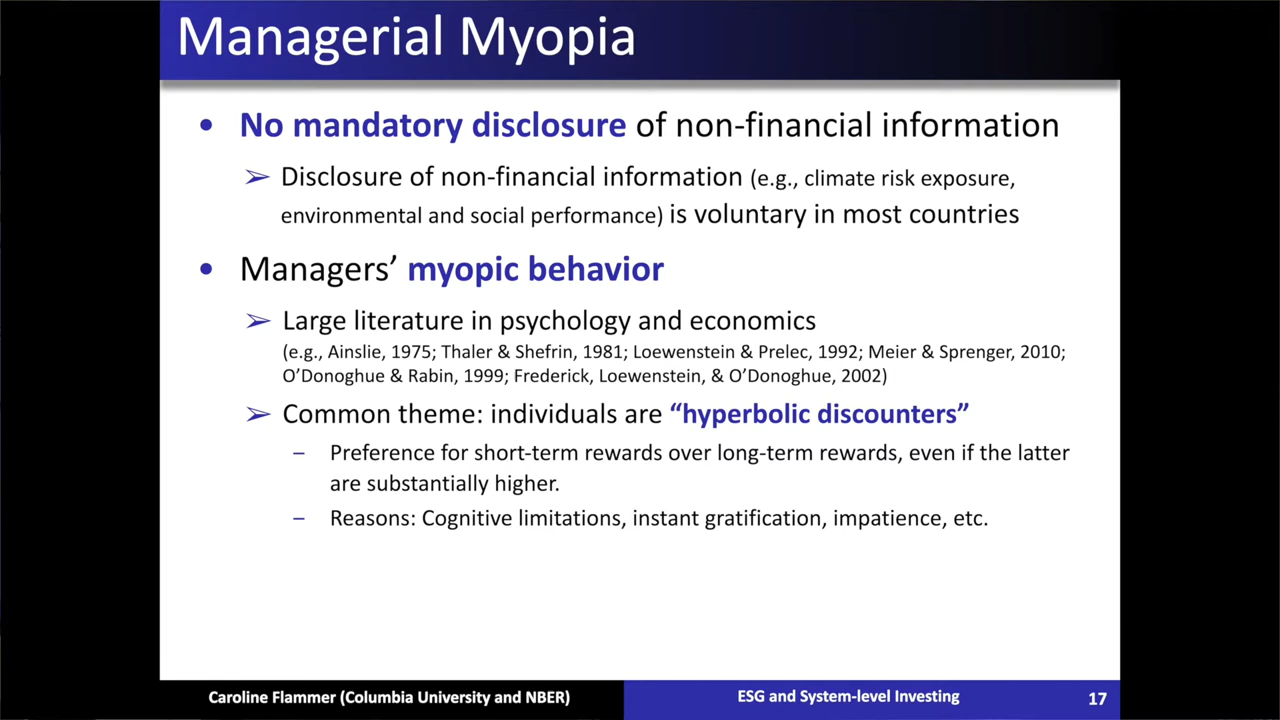 Managerial Myopia
• No mandatory disclosure of non-financial information
➢ Disclosure of non-financial information (e.g., climate risk exposure,
environmental and social performance) is voluntary in most countries
• Managers’ myopic behavior
➢ Large literature in psychology and economics
(e.g., Ainslie, 1975; Thaler & Shefrin, 1981; Loewenstein & Prelec, 1992; Meier & Sprenger, 2010;
O’Donoghue & Rabin, 1999; Frederick, Loewenstein, & O’Donoghue, 2002)
➢ Common theme: individuals are “hyperbolic discounters”
– Preference for short-term rewards over long-term rewards, even if the latter
are substantially higher.
– Reasons: Cognitive limitations, instant gratification, impatience, etc.
Caroline Flammer (Columbia University and NBER)
ESG and System-level Investing
17